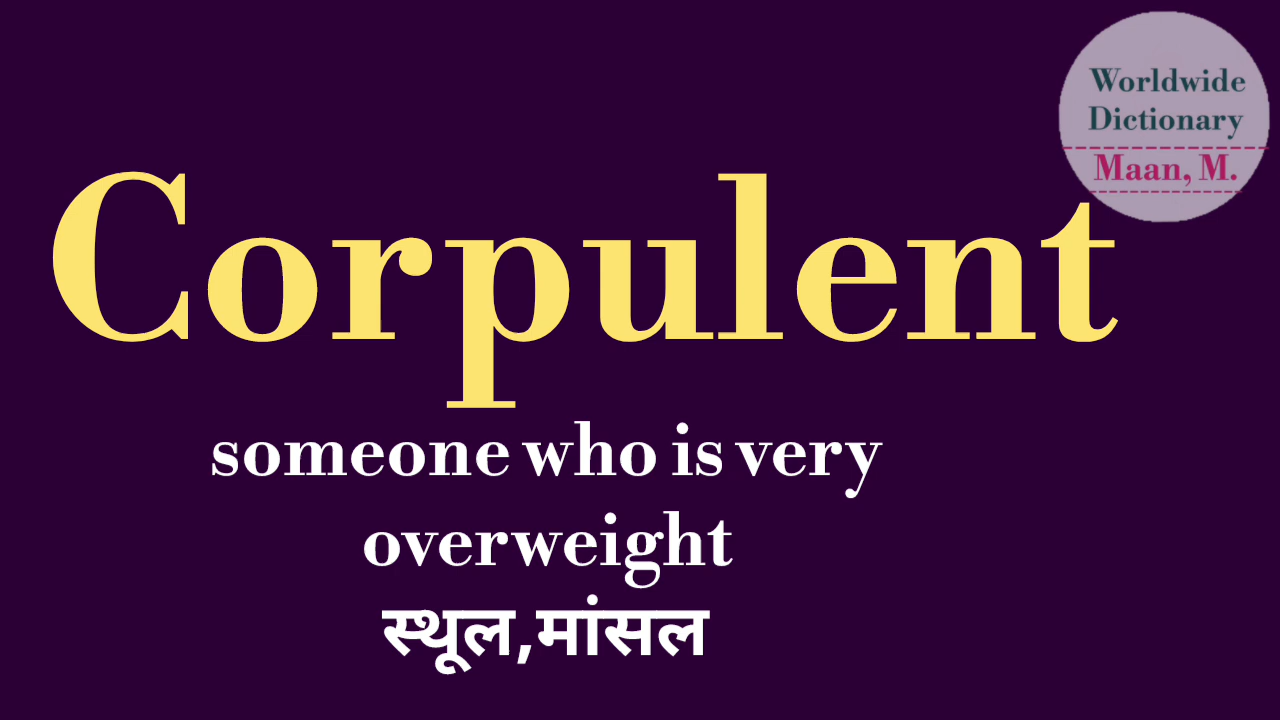 Worldwide
Dictionary
Maan, M.
Corpulent
someone who is very
overweight
स्थूल,मांसल